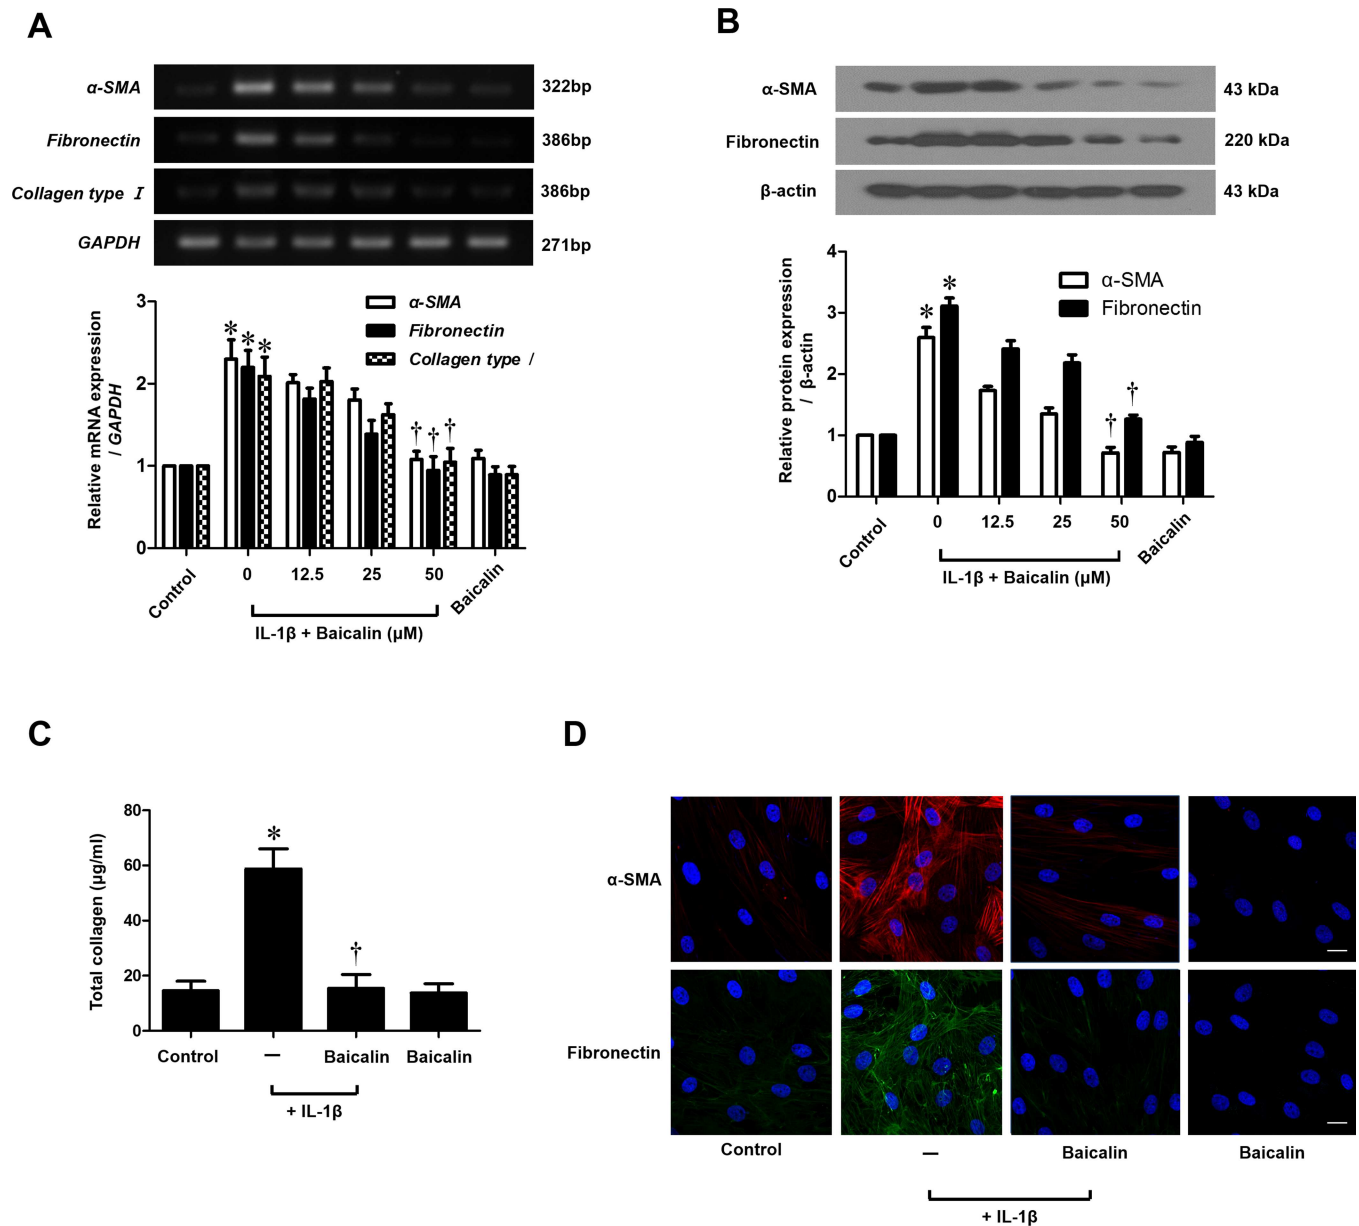 A
α-SMA 322bp
Fibronectin 386bp
Collagen type I 386bp
GAPDH 271bp
Relative mRNA expression
/ GAPDH
3
2
1
0
α-SMA
Fibronectin
Collagen type /
* * *
† † †
Control 0 12.5 25 50 Baicalin
IL-1β + Baicalin (μM)
B
α-SMA 43 kDa
Fibronectin 220 kDa
β-actin 43 kDa
Relative protein expression
/ β-actin
4
3
2
1
0
α-SMA
Fibronectin
* *
† †
Control 0 12.5 25 50 Baicalin
IL-1β + Baicalin (μM)
C
Total collagen (μg/ml)
80
60
40
20
0
*
†
Control – Baicalin Baicalin
+ IL-1β
D
α-SMA
Fibronectin
Control – Baicalin Baicalin
+ IL-1β